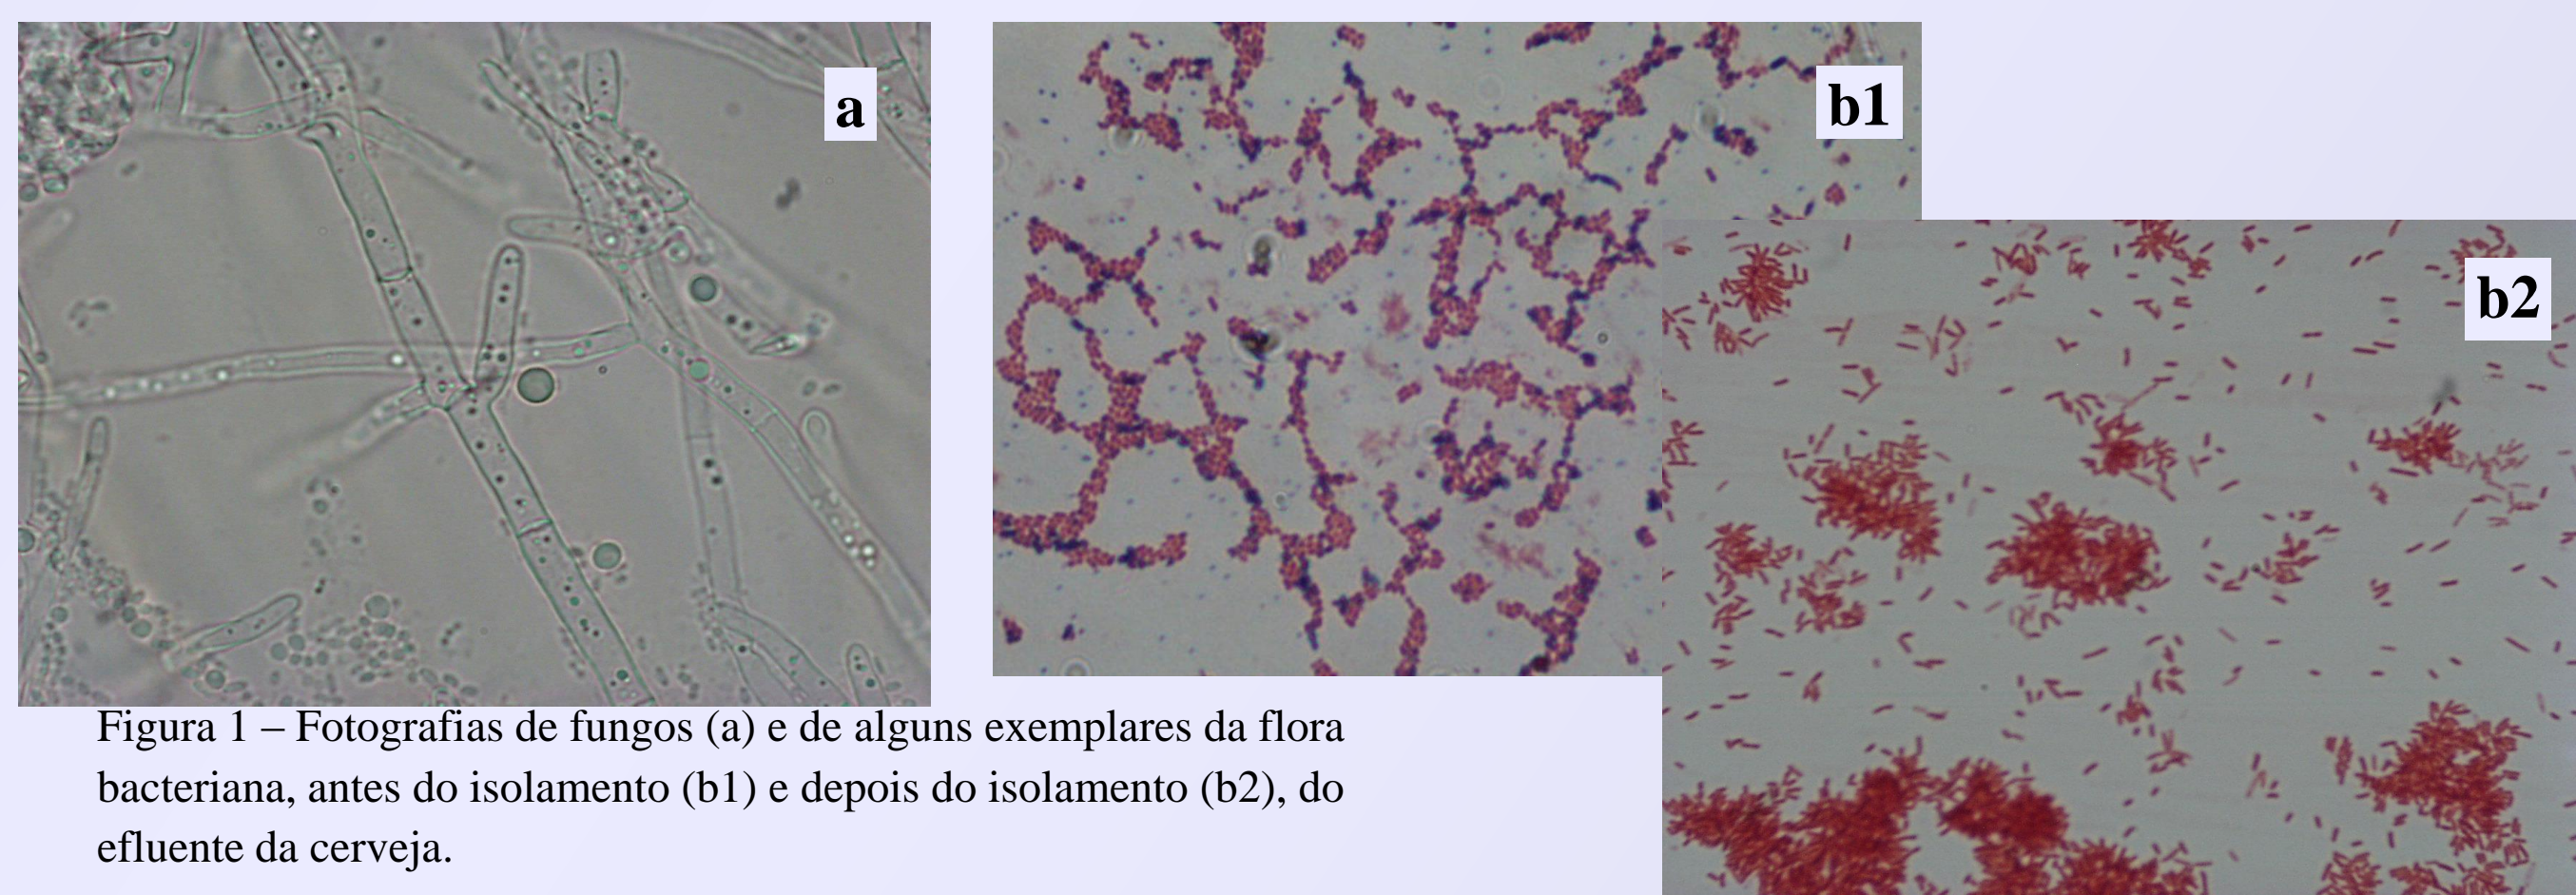 a
b1
b2
Figura 1 – Fotografias de fungos (a) e de alguns exemplares da flora
bacteriana, antes do isolamento (b1) e depois do isolamento (b2), do
efluente da cerveja.